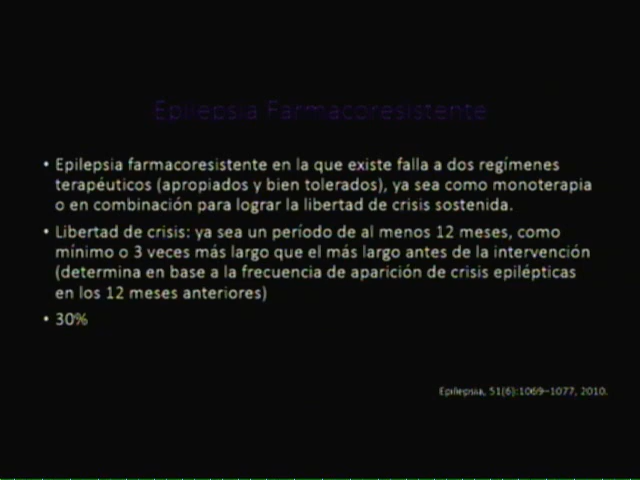 Epilepsia Farmacoresistente
• Epilepsia farmacoresistente en la que existe falla a dos regímenes
terapéuticos (apropiados y bien tolerados), ya sea como monoterapia
o en combinación para lograr la libertad de crisis sostenida.
• Libertad de crisis: ya sea un período de al menos 12 meses, como
mínimo o 3 veces más largo que el más largo antes de la intervención
(determina en base a la frecuencia de aparición de crisis epilépticas
en los 12 meses anteriores)
• 30%
Epilepsia, 51(6):1069–1077, 2010.